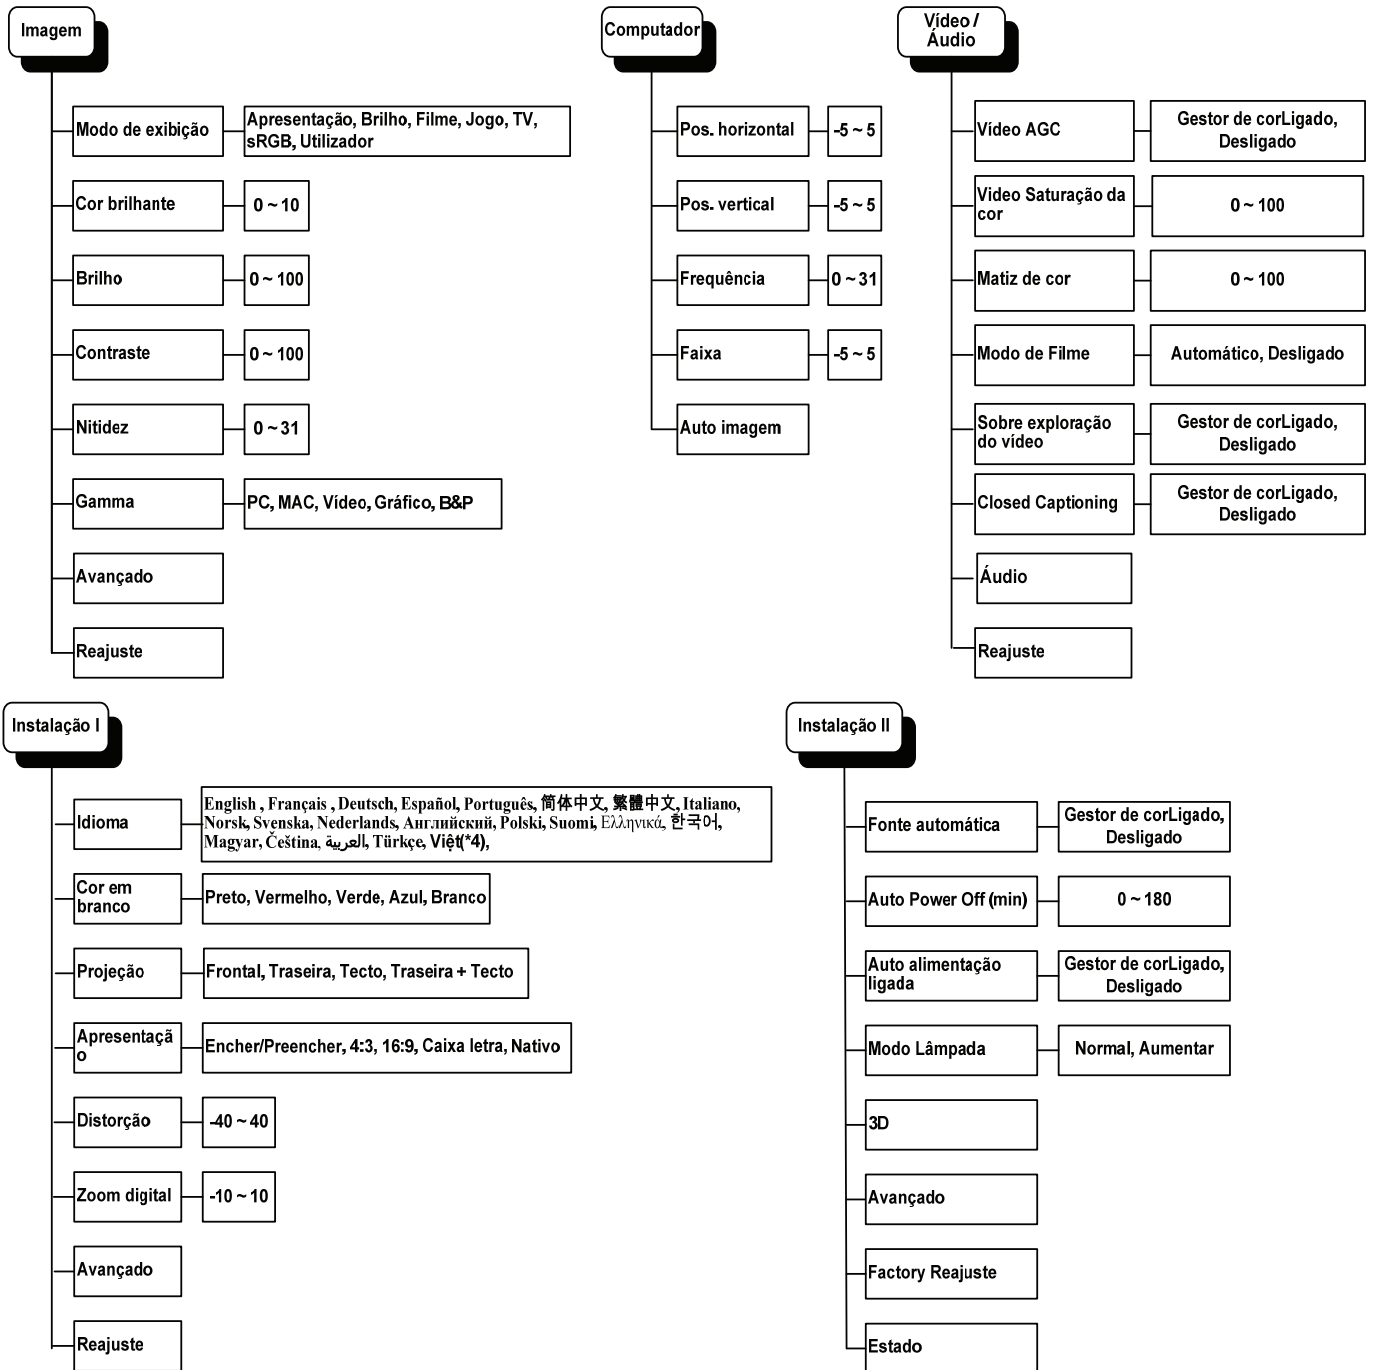 Imagem
Modo de exibição
Apresentação, Brilho, Filme, Jogo, TV,
sRGB, Utilizador
Cor brilhante
0 ~ 10
Brilho
0 ~ 100
Contraste
0 ~ 100
Nitidez
0 ~ 31
Gamma
PC, MAC, Vídeo, Gráfico, B&P
Avançado
Reajuste
Computador
Pos. horizontal
-5 ~ 5
Pos. vertical
-5 ~ 5
Frequência
0 ~ 31
Faixa
-5 ~ 5
Auto imagem
Vídeo /
Áudio
Vídeo AGC
Gestor de corLigado,
Desligado
Video Saturação da
cor
0 ~ 100
Matiz de cor
0 ~ 100
Modo de Filme
Automático, Desligado
Sobre exploração
do vídeo
Gestor de corLigado,
Desligado
Closed Captioning
Gestor de corLigado,
Desligado
Áudio
Reajuste
Instalação I
Idioma
English , Français , Deutsch, Español, Português, 简体中文, 繁體中文, Italiano,
Norsk, Svenska, Nederlands, Английский, Polski, Suomi, Ελληνικά, 한국어,
Magyar, Čeština, العربية, Türkçe, Việt(*4),
Cor em
branco
Preto, Vermelho, Verde, Azul, Branco
Projeção
Frontal, Traseira, Tecto, Traseira + Tecto
Apresentaçã
o
Encher/Preencher, 4:3, 16:9, Caixa letra, Nativo
Distorção
-40 ~ 40
Zoom digital
-10 ~ 10
Avançado
Reajuste
Instalação II
Fonte automática
Gestor de corLigado,
Desligado
Auto Power Off (min)
0 ~ 180
Auto alimentação
ligada
Gestor de corLigado,
Desligado
Modo Lâmpada
Normal, Aumentar
3D
Avançado
Factory Reajuste
Estado